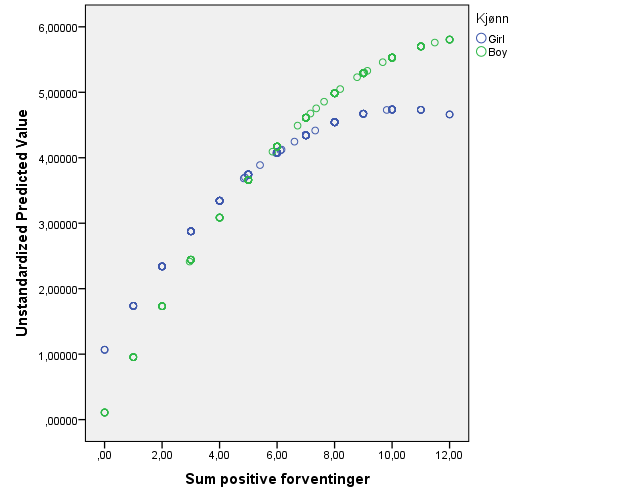 Kjønn
Girl
Boy
Unstandardized Predicted Value
6,00000
5,00000
4,00000
3,00000
2,00000
1,00000
,00000
,00 2,00 4,00 6,00 8,00 10,00 12,00
Sum positive forventinger